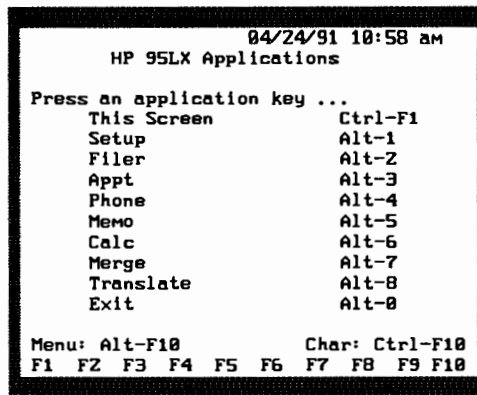 04/24/91 10:58 am
HP 95LX Applications
Press an application key ...
This Screen Ctrl-F1
Setup Alt-1
Filer Alt-2
Appt Alt-3
Phone Alt-4
Memo Alt-5
Calc Alt-6
Merge Alt-7
Translate Alt-8
Exit Alt-0
Menu: Alt-F10 Char: Ctrl-F10
F1 F2 F3 F4 F5 F6 F7 F8 F9 F10